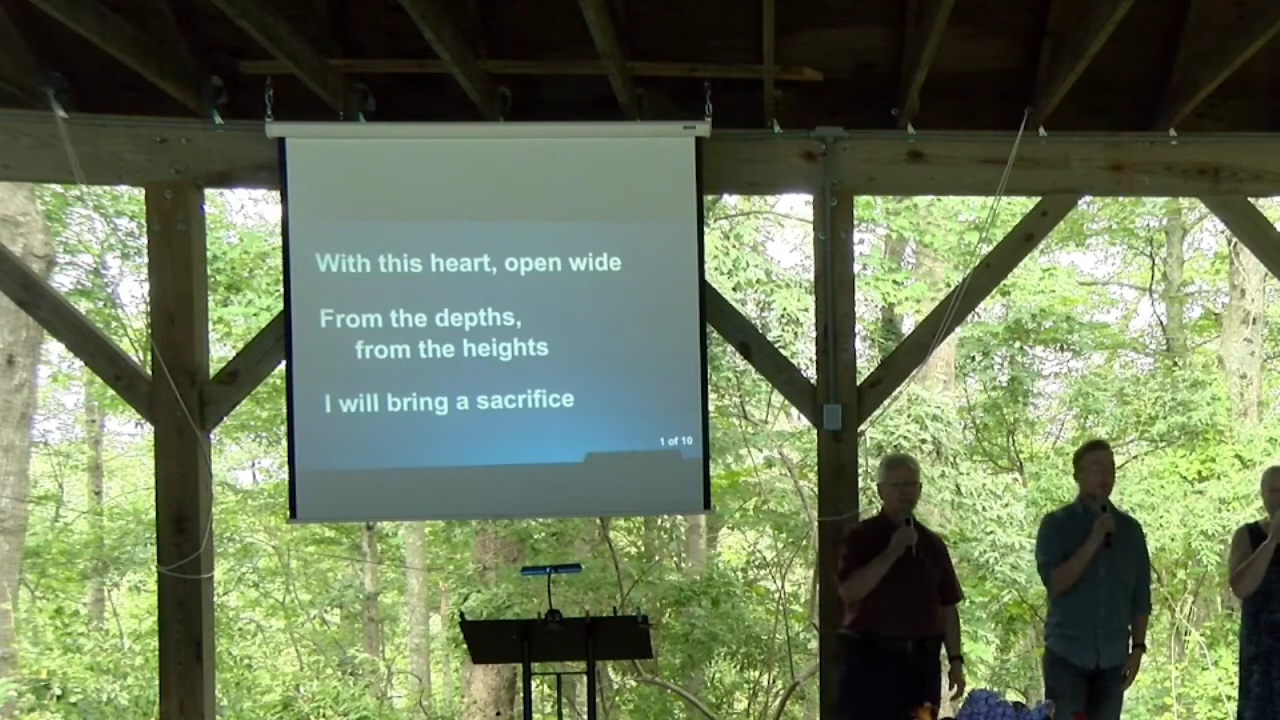 With this heart, open wide
From the depths,
from the heights
I will bring a sacrifice
1 of 10